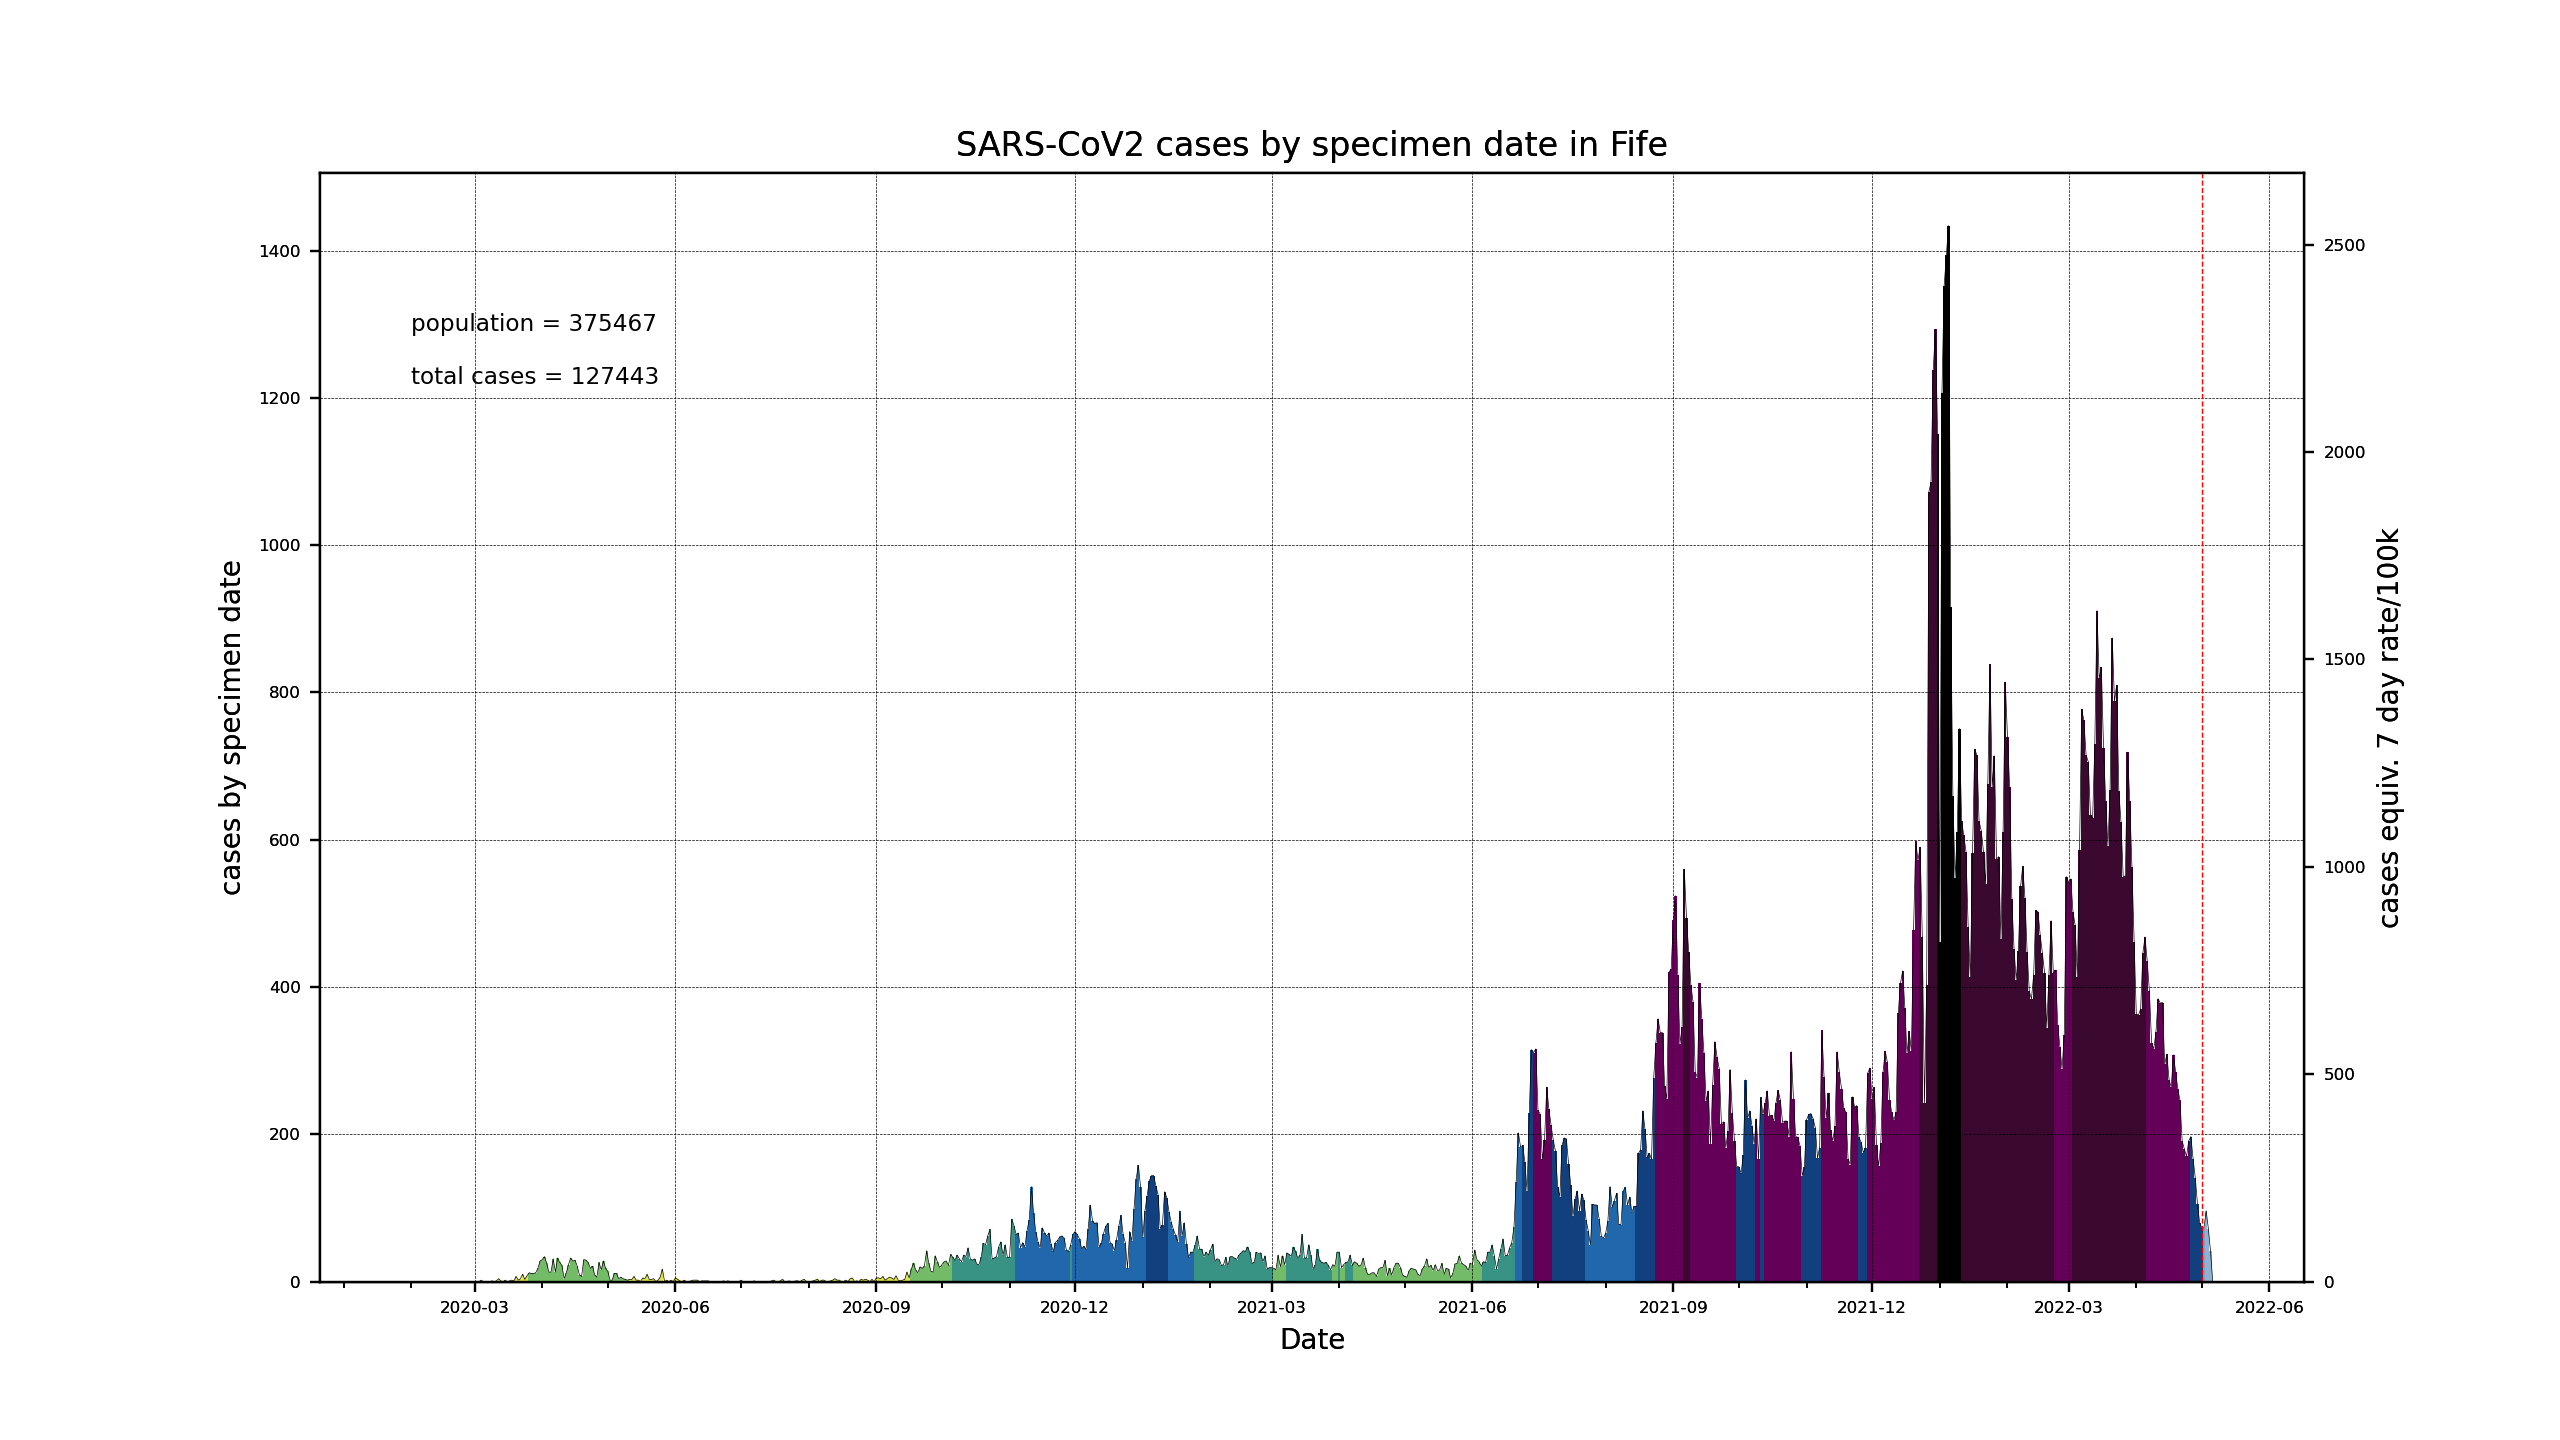 SARS-CoV2 cases by specimen date in Fife
population = 375467
total cases = 127443
cases by specimen date
1400
1200
1000
800
600
400
200
0
2500
2000
1500
1000
500
0
cases equiv. 7 day rate/100k
2020-03 2020-06 2020-09 2020-12 2021-03 2021-06 2021-09 2021-12 2022-03 2022-06
Date